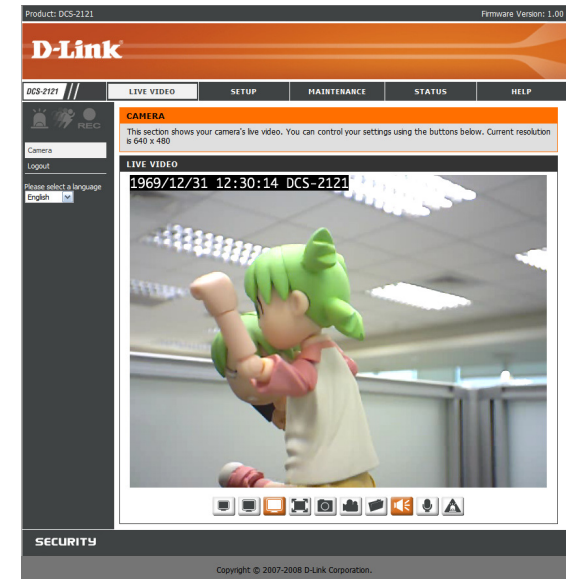 Product: DCS-2121
Firmware Version: 1.00
D-Link
DCS-2121
LIVE VIDEO
SETUP
MAINTENANCE
STATUS
HELP
REC
Camera
Logout
Please select a language
English
CAMERA
This section shows your camera's live video. You can control your settings using the buttons below. Current resolution
is 640 x 480
LIVE VIDEO
1969/12/31 12:30:14 DCS-2121
SECURITY
Copyright © 2007-2008 D-Link Corporation.